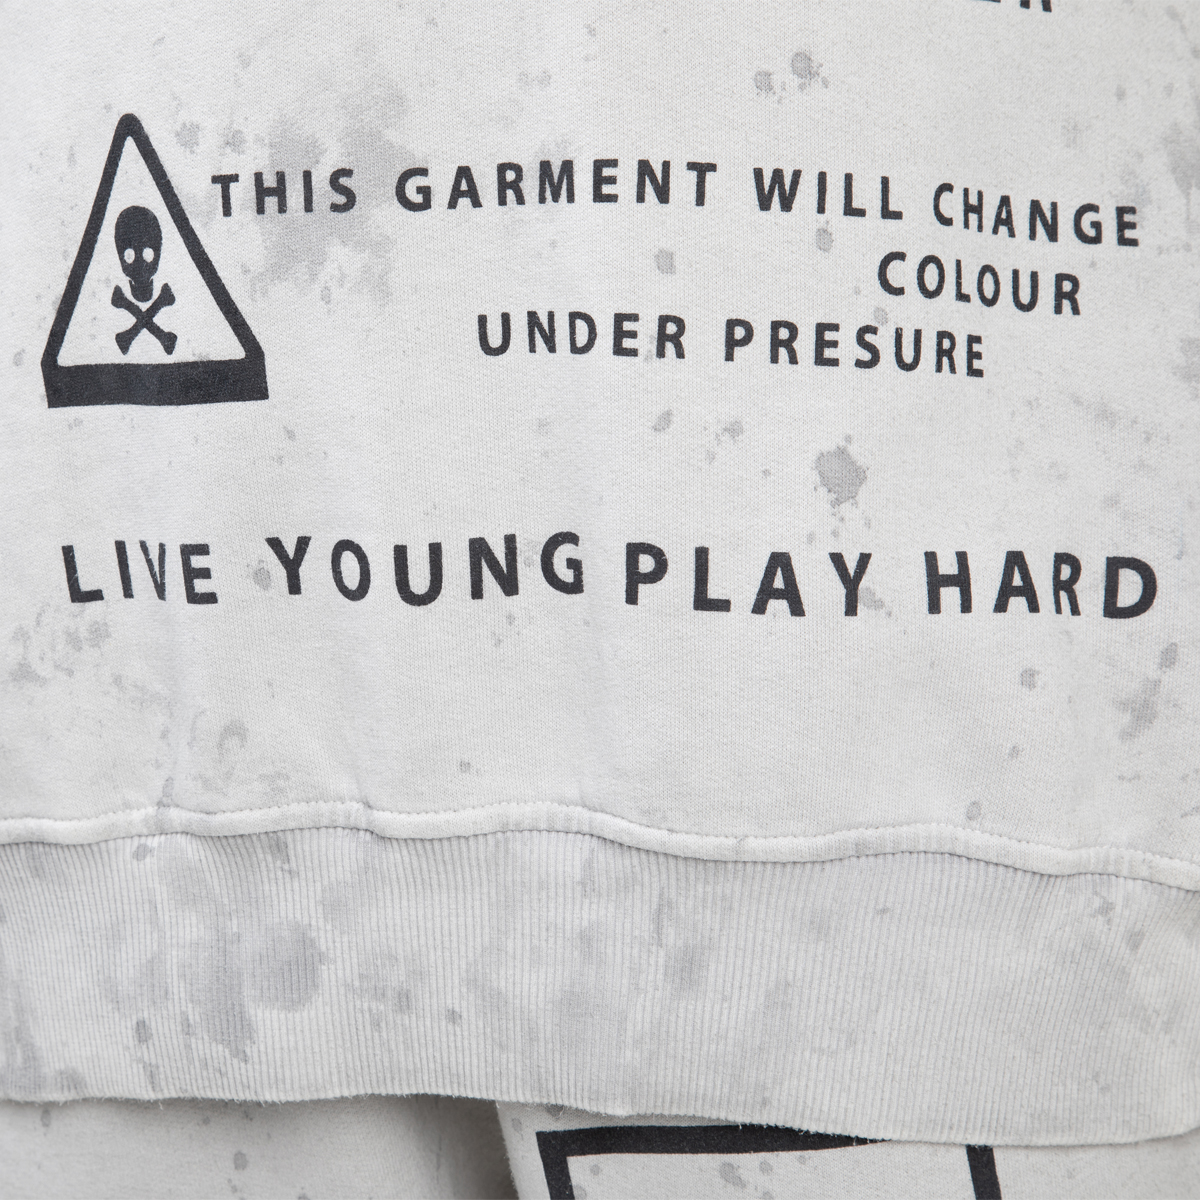 THIS GARMENT WILL CHANGE
COLOUR
UNDER PRESURE
LIVE YOUNG PLAY HARD